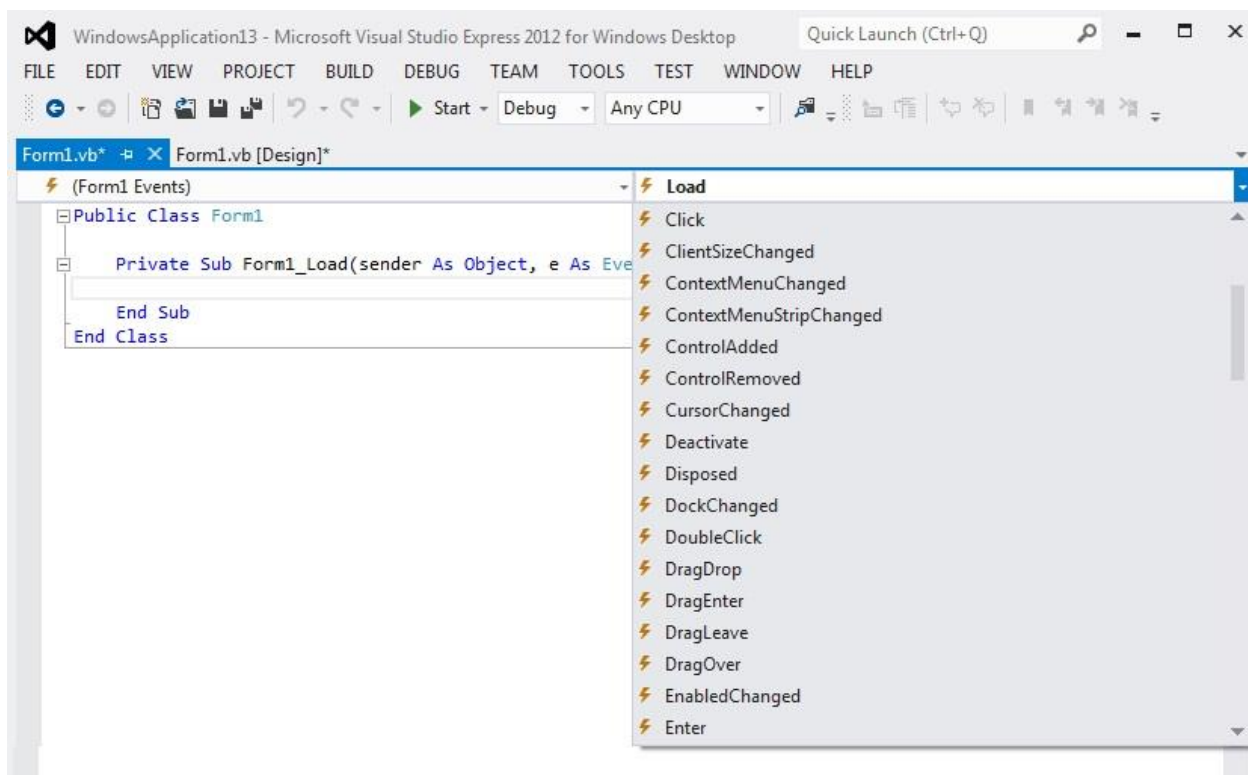 WindowsApplication13 - Microsoft Visual Studio Express 2012 for Windows Desktop Quick Launch (Ctrl+Q)
FILE EDIT VIEW PROJECT BUILD DEBUG TEAM TOOLS TEST WINDOW HELP
Start Debug Any CPU
Form1.vb* Form1.vb [Design]*
(Form1 Events) Load
Public Class Form1
Private Sub Form1_Load(sender As Object, e As Eve
End Sub
End Class
Click
ClientSizeChanged
ContextMenuChanged
ContextMenuStripChanged
ControlAdded
ControlRemoved
CursorChanged
Deactivate
Disposed
DockChanged
DoubleClick
DragDrop
DragEnter
DragLeave
DragOver
EnabledChanged
Enter